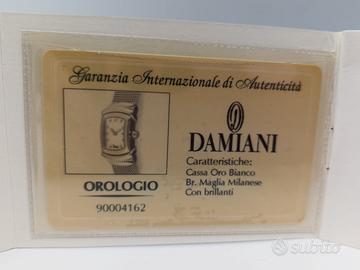 Garanzia Internazionale di Autenticità
DAMIANI
Caratteristiche:
Cassa Oro Bianco
Br. Maglia Milanese
Con brillanti
OROLOGIO
90004162
subito